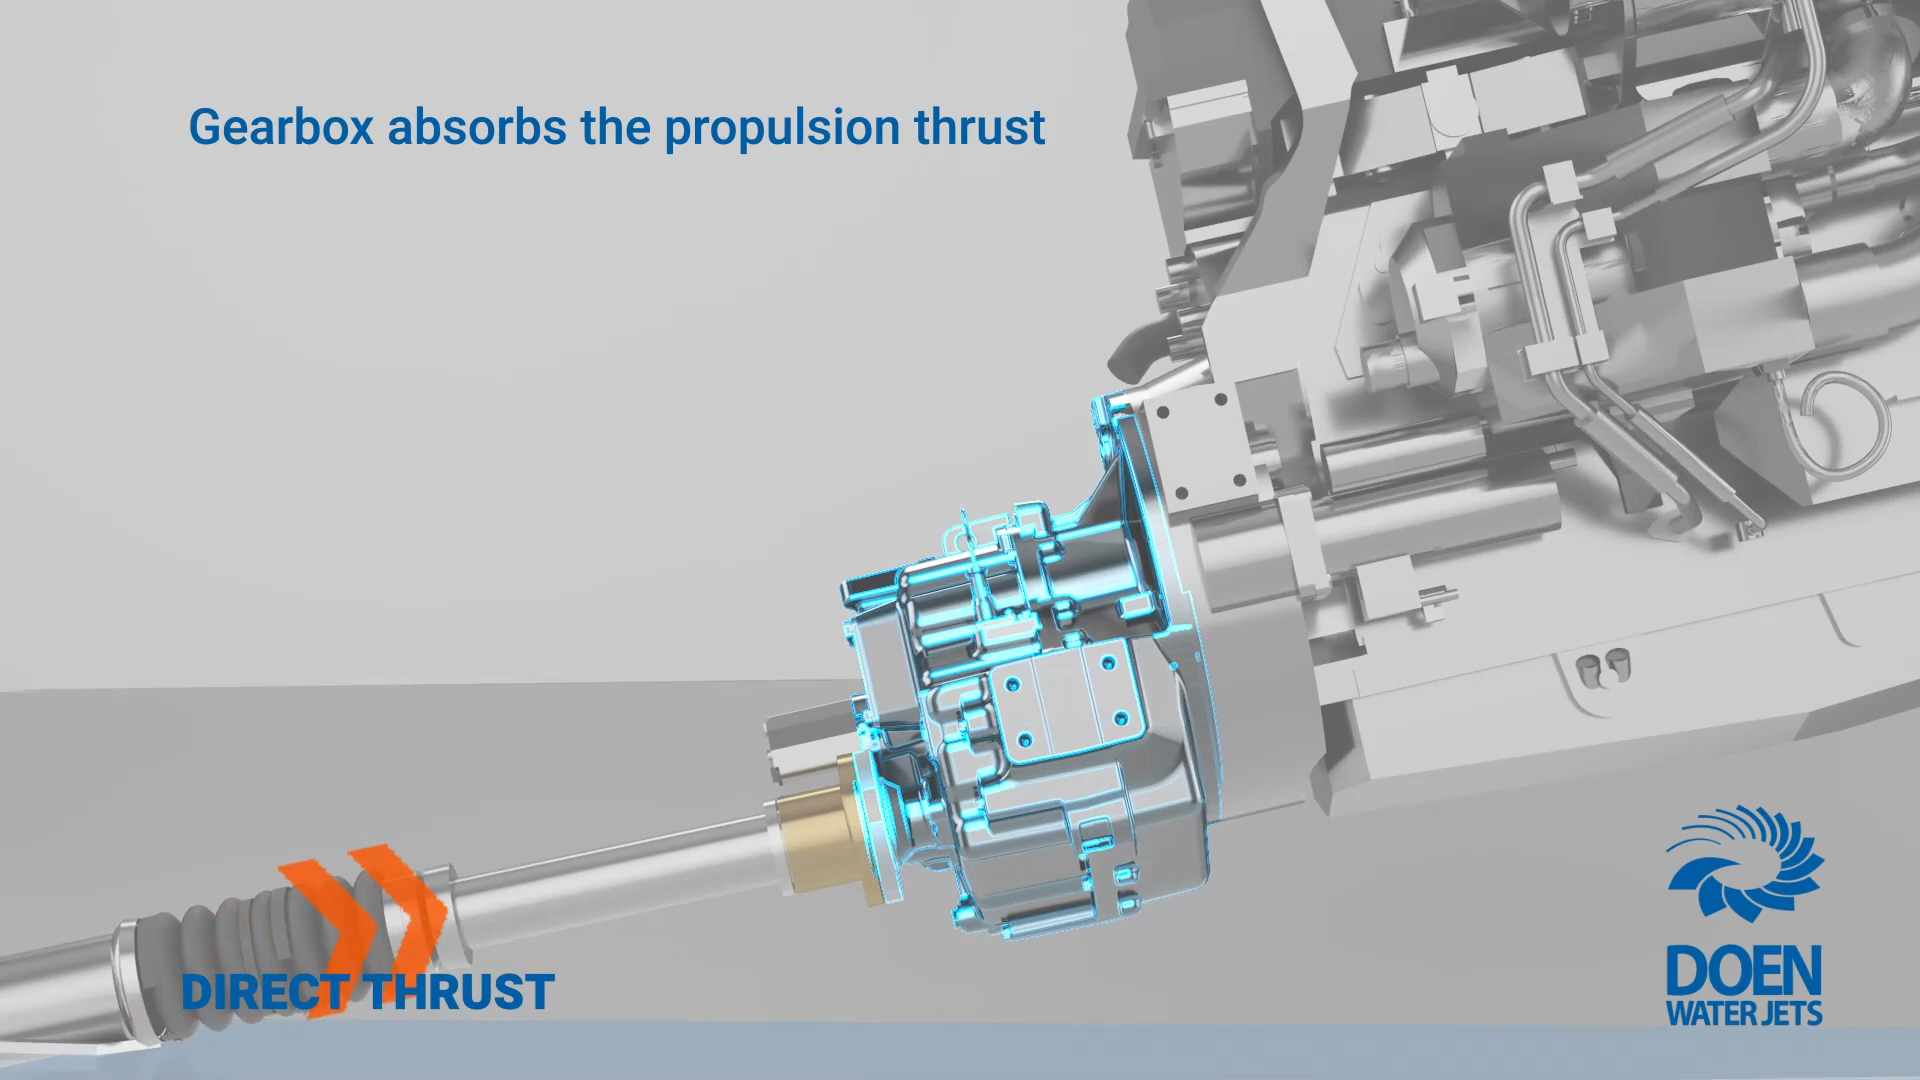 Gearbox absorbs the propulsion thrust
DIRECT THRUST
DOEN
WATER JETS